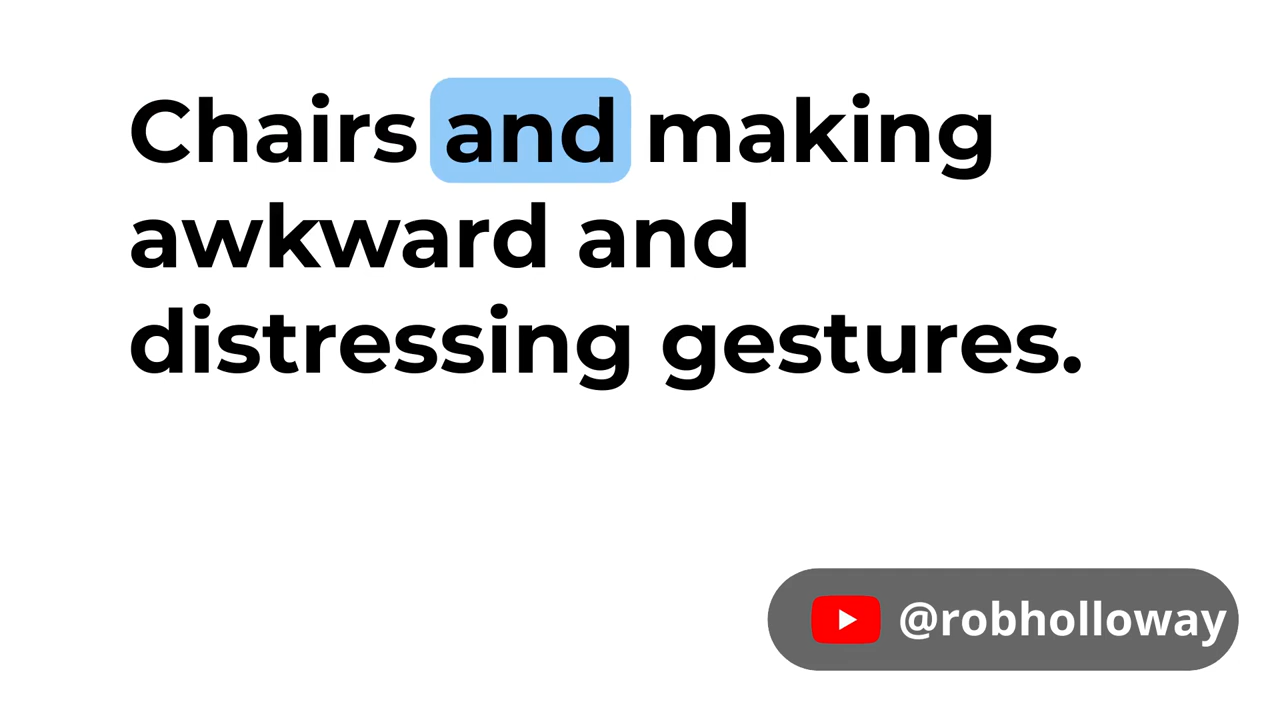 Chairs and making
awkward and
distressing gestures.
@robholloway